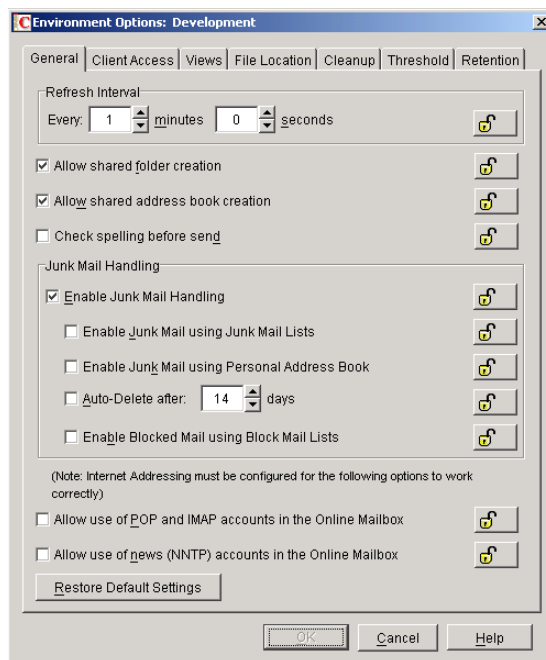 Environment Options: Development
General Client Access Views File Location Cleanup Threshold Retention
Refresh Interval
Every: 1 minutes 0 seconds
Allow shared folder creation
Allow shared address book creation
Check spelling before send
Junk Mail Handling
Enable Junk Mail Handling
Enable Junk Mail using Junk Mail Lists
Enable Junk Mail using Personal Address Book
Auto-Delete after: 14 days
Enable Blocked Mail using Block Mail Lists
(Note: Internet Addressing must be configured for the following options to work
correctly)
Allow use of POP and IMAP accounts in the Online Mailbox
Allow use of news (NNTP) accounts in the Online Mailbox
Restore Default Settings
OK Cancel Help